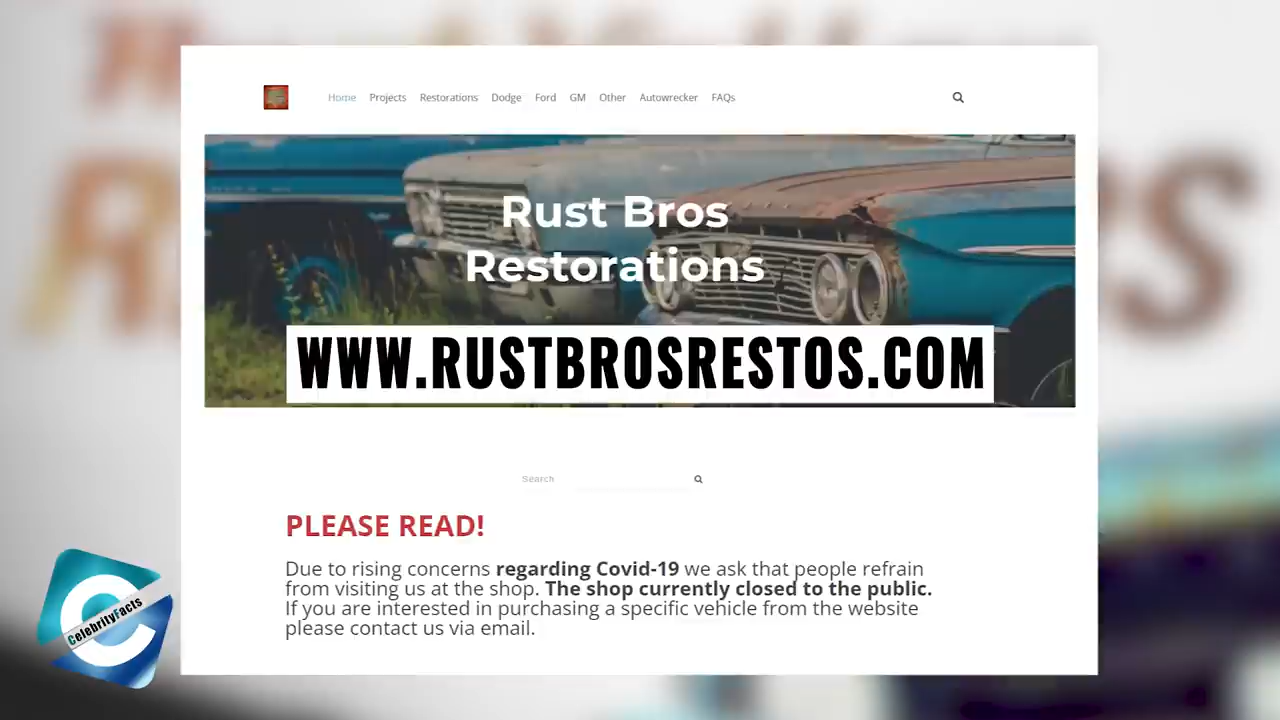 Home Projects Restorations Dodge Ford GM Other Autowrecker FAQs
Rust Bros
Restorations
WWW.RUSTBROSRESTOS.COM
Search
PLEASE READ!
Due to rising concerns regarding Covid-19 we ask that people refrain
from visiting us at the shop. The shop currently closed to the public.
If you are interested in purchasing a specific vehicle from the website
please contact us via email.
CelebrityFacts